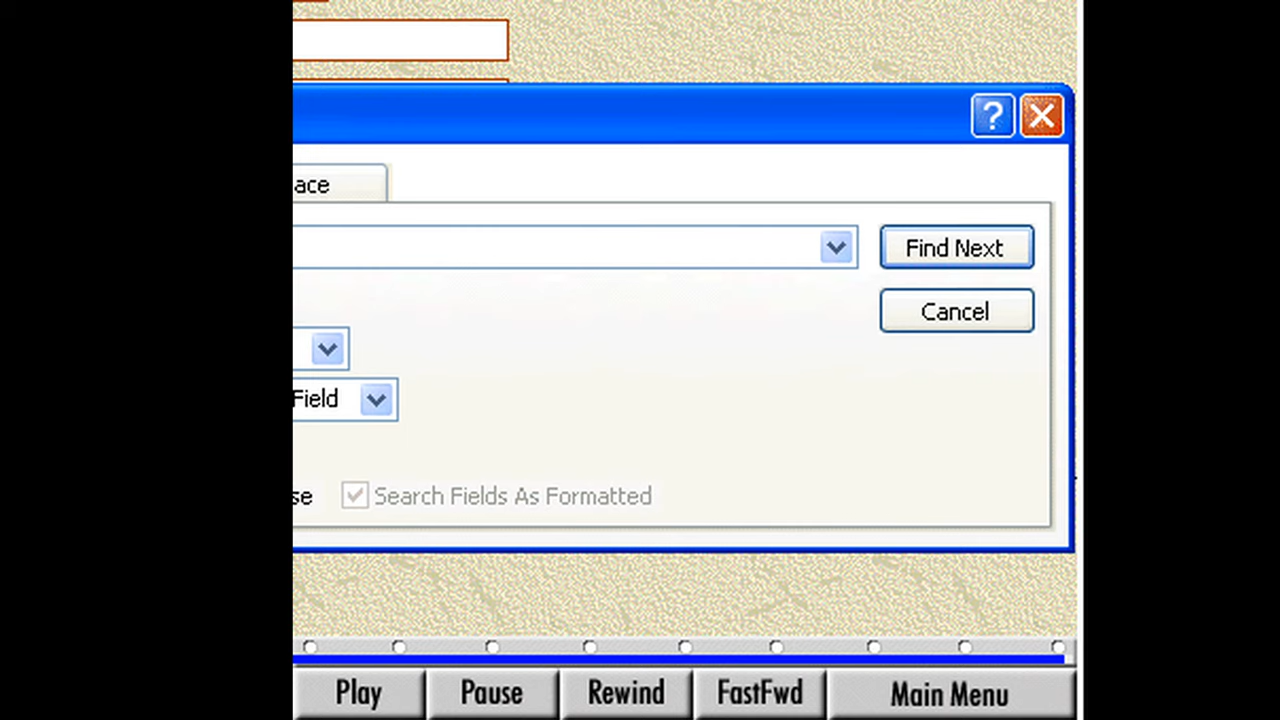 ?
ace
Find Next
Cancel
Field
se Search Fields As Formatted
Play Pause Rewind FastFwd Main Menu